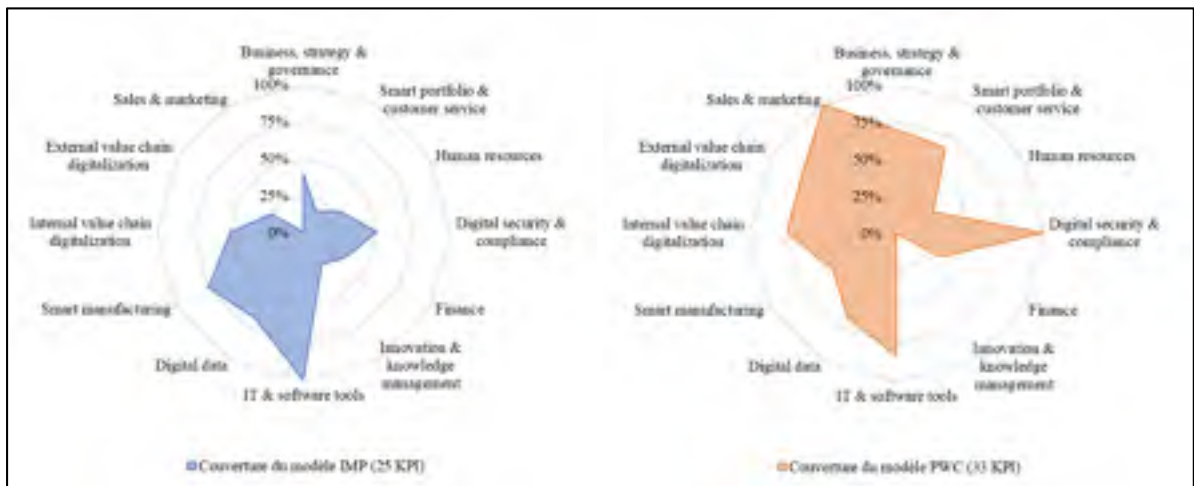 Business, strategy &
governance
100%
Sales & marketing
Smart portfolio &
customer service
75%
External value chain
digitalization
50%
Human resources
25%
Internal value chain
digitalization
0%
Digital security &
compliance
Smart manufacturing
Finance
Digital data
Innovation &
knowledge
management
IT & software tools
Couverture du modèle IMP (25 KPI)
Business, strategy &
governance
100%
Sales & marketing
Smart portfolio &
customer service
75%
External value chain
digitalization
50%
Human resources
25%
Internal value chain
digitalization
0%
Digital security &
compliance
Smart manufacturing
Finance
Digital data
Innovation &
knowledge
management
IT & software tools
Couverture du modèle PWC (33 KPI)